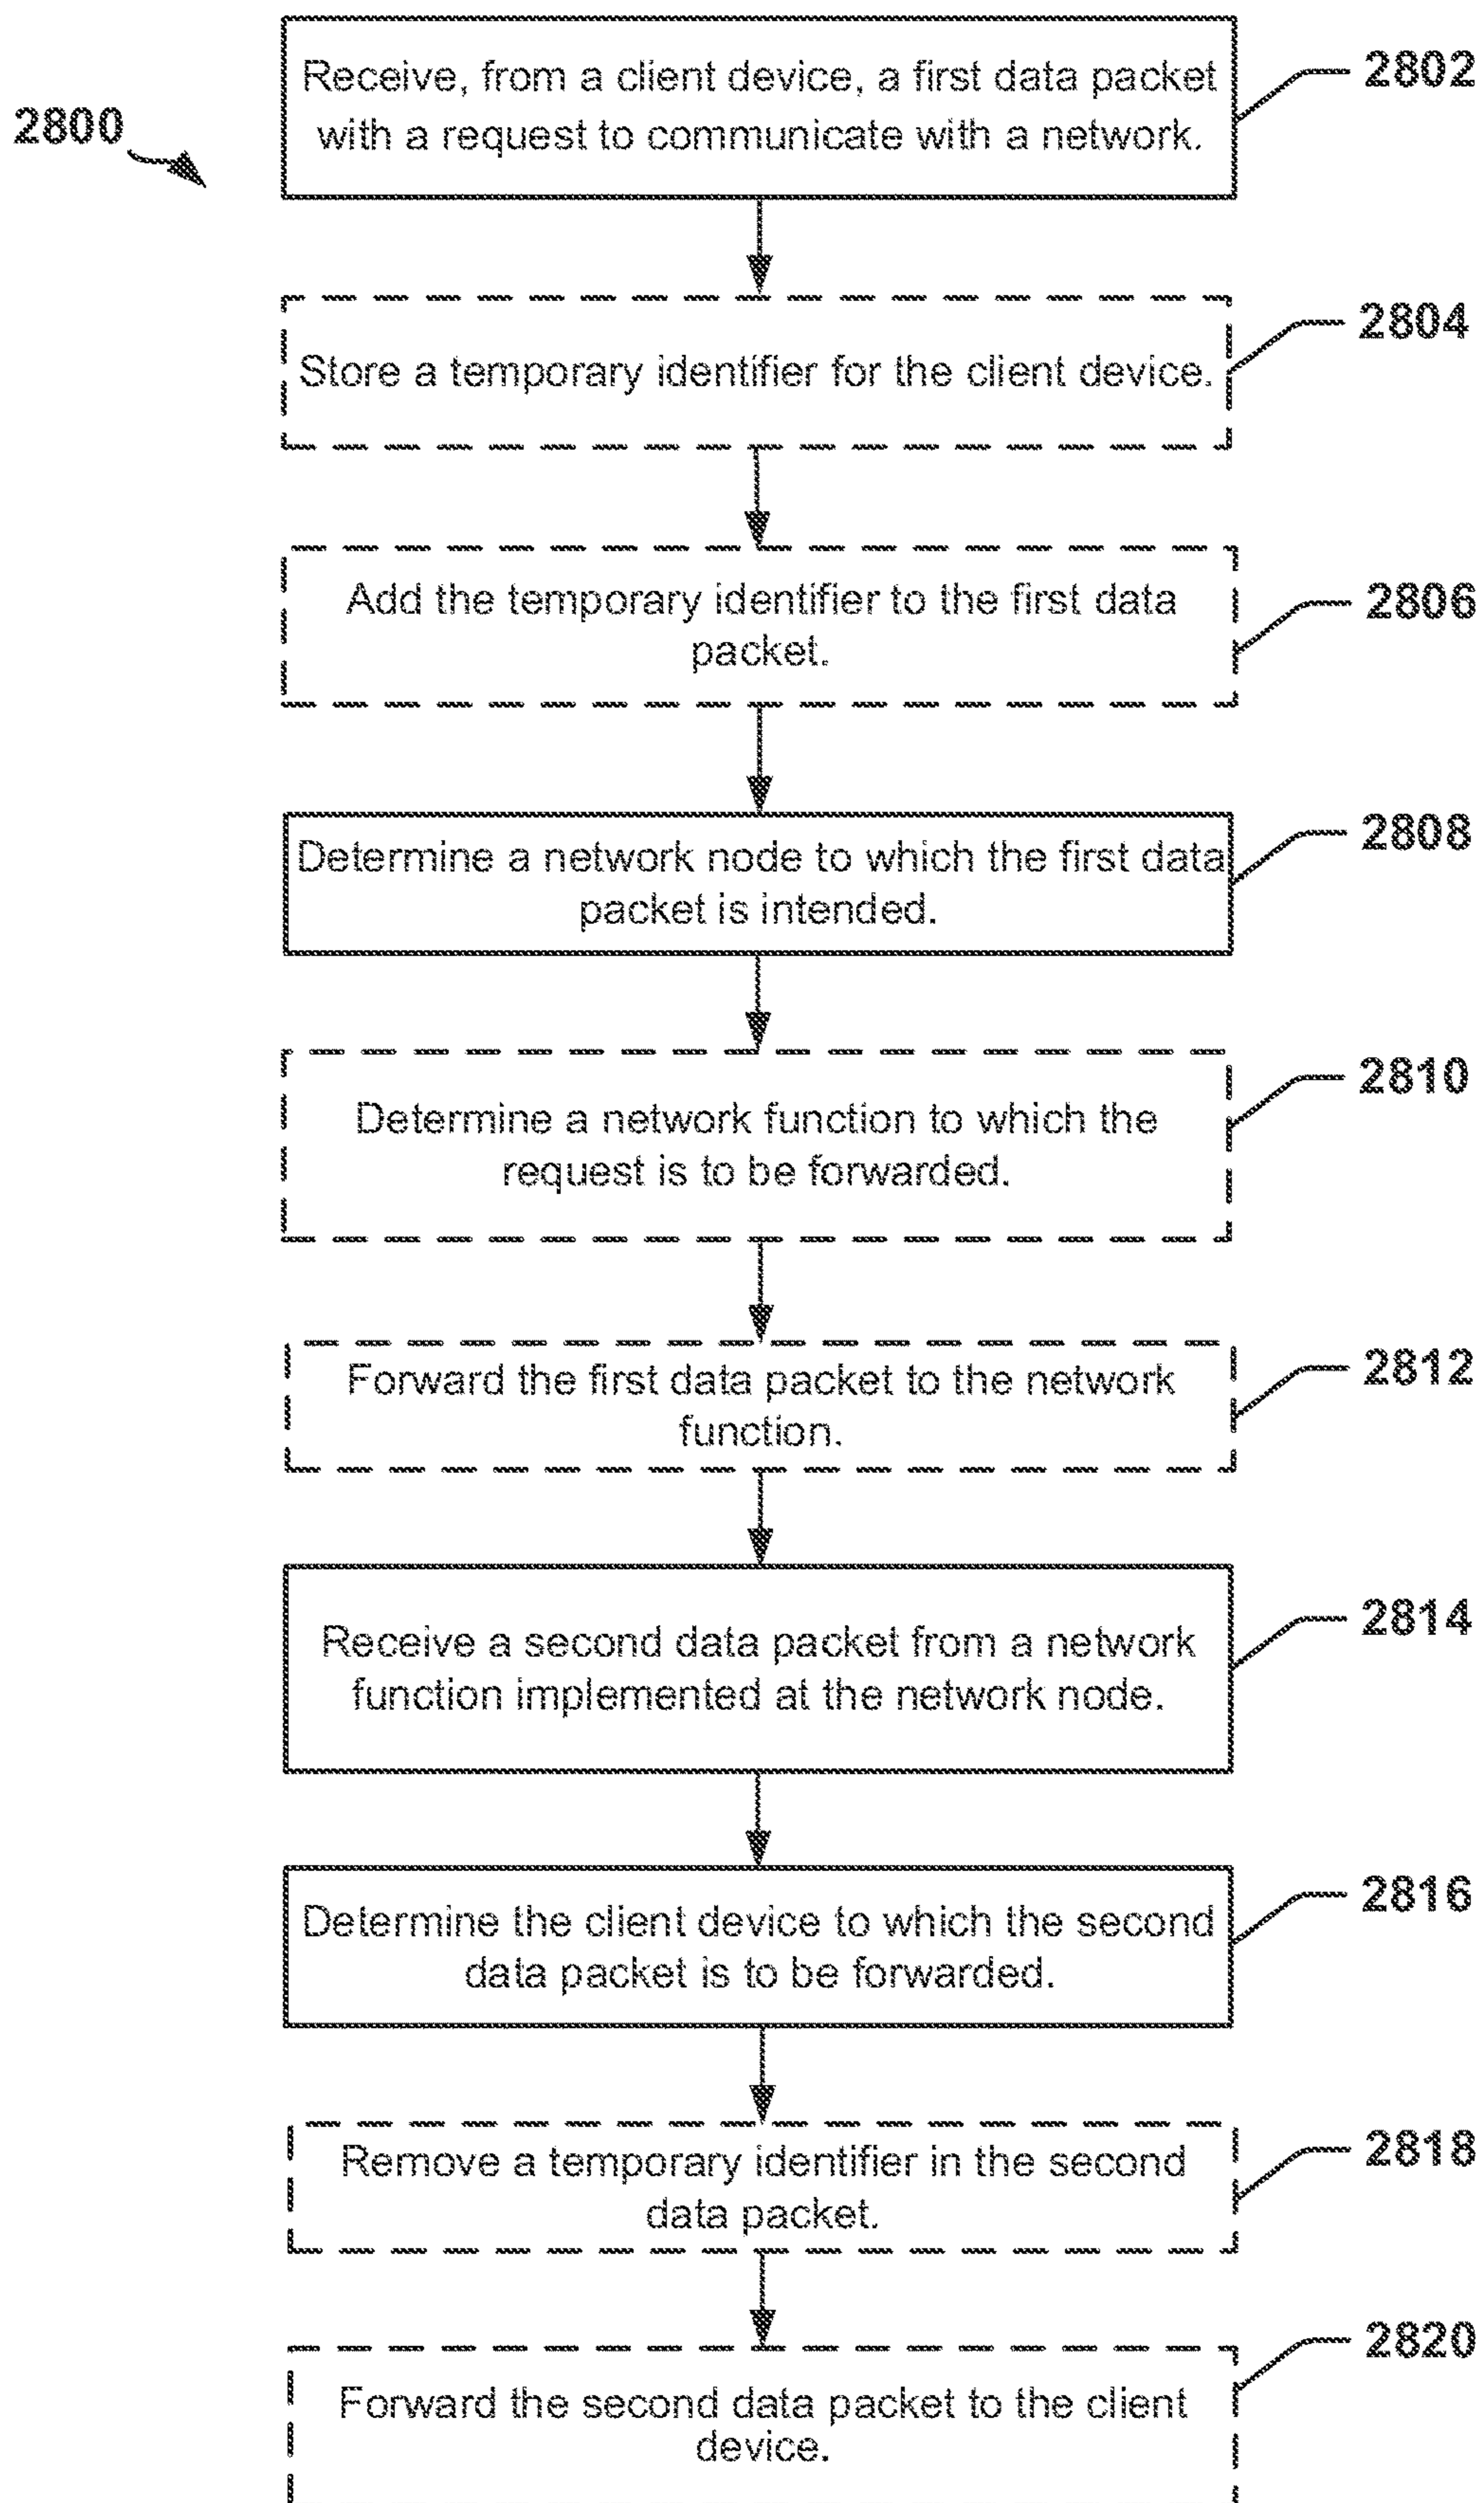 2800
Receive, from a client device, a first data packet
with a request to communicate with a network.
2802
Store a temporary identifier for the client device.
2804
Add the temporary identifier to the first data
packet.
2806
Determine a network node to which the first data
packet is intended.
2808
Determine a network function to which the
request is to be forwarded.
2810
Forward the first data packet to the network
function.
2812
Receive a second data packet from a network
function implemented at the network node.
2814
Determine the client device to which the second
data packet is to be forwarded.
2816
Remove a temporary identifier in the second
data packet.
2818
Forward the second data packet to the client
device.
2820